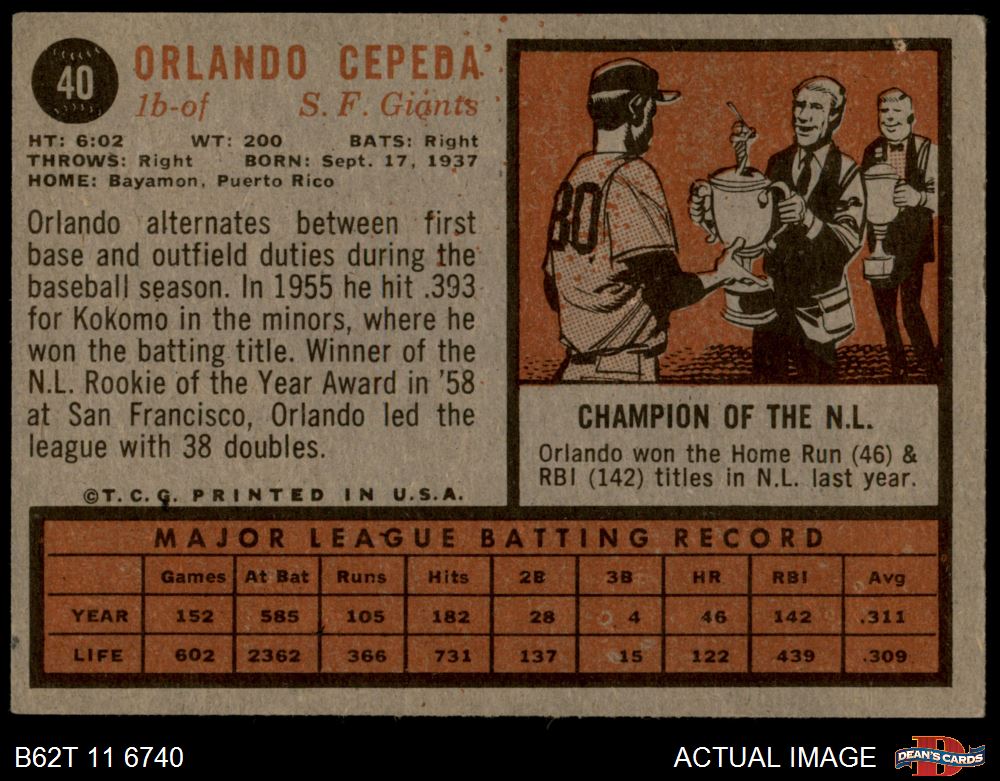 40
ORLANDO CEPEDA
1b-of S. F. Giants
HT: 6:02 WT: 200 BATS: Right
THROWS: Right BORN: Sept. 17, 1937
HOME: Bayamon, Puerto Rico
Orlando alternates between first
base and outfield duties during the
baseball season. In 1955 he hit .393
for Kokomo in the minors, where he
won the batting title. Winner of the
N.L. Rookie of the Year Award in '58
at San Francisco, Orlando led the
league with 38 doubles.
©T.C.G. PRINTED IN U.S.A.
30
CHAMPION OF THE N.L.
Orlando won the Home Run (46) &
RBI (142) titles in N.L. last year.
MAJOR LEAGUE BATTING RECORD
Games At Bat Runs Hits 2B 3B HR RBI Avg
YEAR 152 585 105 182 28 4 46 142 .311
LIFE 602 2362 366 731 137 15 122 439 .309
B62T 11 6740
ACTUAL IMAGE
D
DEAN'S CARDS